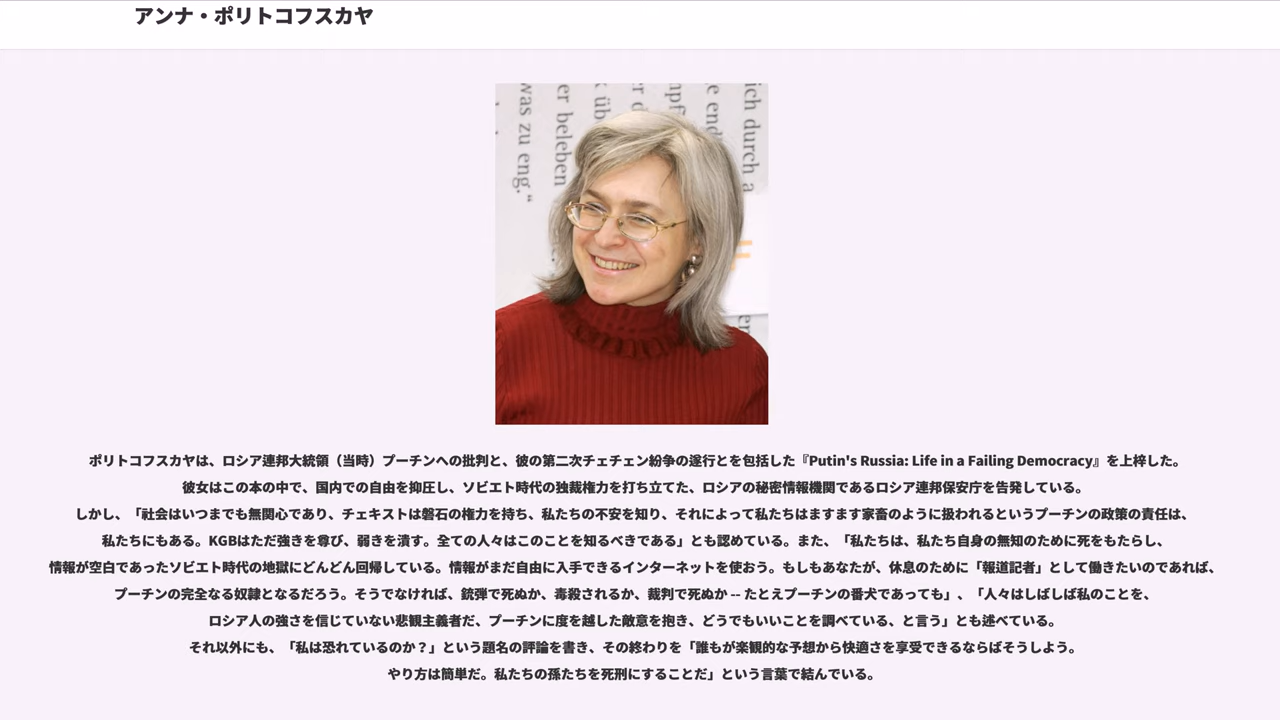 アンナ・ポリトコフスカヤ
was zu eng.“
er beleben
k üb
er d
mpf
e end
ich durch a
en
ポリトコフスカヤは、ロシア連邦大統領（当時）プーチンへの批判と、彼の第二次チェチェン紛争の遂行とを包括した『Putin's Russia: Life in a Failing Democracy』を上梓した。
彼女はこの本の中で、国内での自由を抑圧し、ソビエト時代の独裁権力を打ち立てた、ロシアの秘密情報機関であるロシア連邦保安庁を告発している。
しかし、「社会はいつまでも無関心であり、チェキストは磐石の権力を持ち、私たちの不安を知り、それによって私たちはますます家畜のように扱われるというプーチンの政策の責任は、
私たちにもある。KGBはただ強きを尊び、弱きを潰す。全ての人々はこのことを知るべきである」とも認めている。また、「私たちは、私たち自身の無知のために死をもたらし、
情報が空白であったソビエト時代の地獄にどんどん回帰している。情報がまだ自由に入手できるインターネットを使おう。もしもあなたが、休息のために「報道記者」として働きたいのであれば、
プーチンの完全なる奴隷となるだろう。そうでなければ、銃弾で死ぬか、毒殺されるか、裁判で死ぬか -- たとえプーチンの番犬であっても」、「人々はしばしば私のことを、
ロシア人の強さを信じていない悲観主義者だ、プーチンに度を越した敵意を抱き、どうでもいいことを調べている、と言う」とも述べている。
それ以外にも、「私は恐れているのか？」という題名の評論を書き、その終わりを「誰もが楽観的な予想から快適さを享受できるならばそうしよう。
やり方は簡単だ。私たちの孫たちを死刑にすることだ」という言葉で結んでいる。